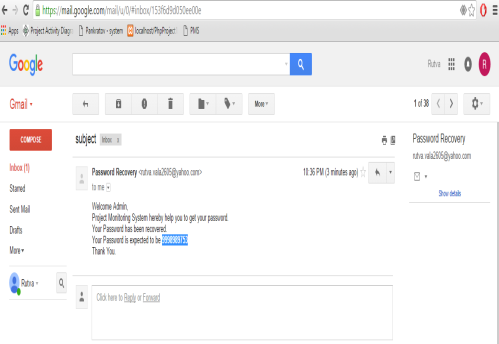 https://mail.google.com/mail/u/0/#inbox/153f6d9d050ee00e
Apps Project Activity Diag Pankratov - system localhost/PhpProject PMS
Google Rutva R
Gmail More 1 of 38
COMPOSE subject Inbox x Password Recovery
rutva.vala2605@yahoo.com
Inbox (1) Password Recovery <rutva.vala2605@yahoo.com> 10:36 PM (3 minutes ago)
Starred to me
Show details
Sent Mail Welcome Admin,
Project Monitoring System hereby help you to get your password.
Drafts Your Password has been recovered.
More Your Password is expected to be
Thank You.
Rutva
Click here to Reply or Forward